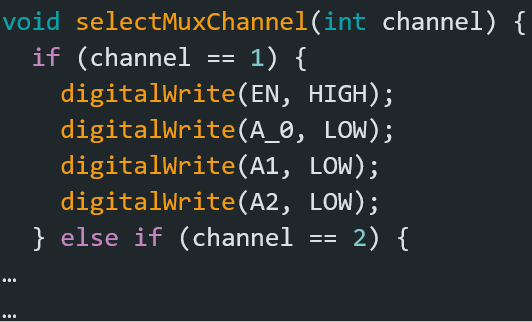 void selectMuxChannel(int channel) {
  if (channel == 1) {
    digitalWrite(EN, HIGH);
    digitalWrite(A_0, LOW);
    digitalWrite(A1, LOW);
    digitalWrite(A2, LOW);
  } else if (channel == 2) {
…
…